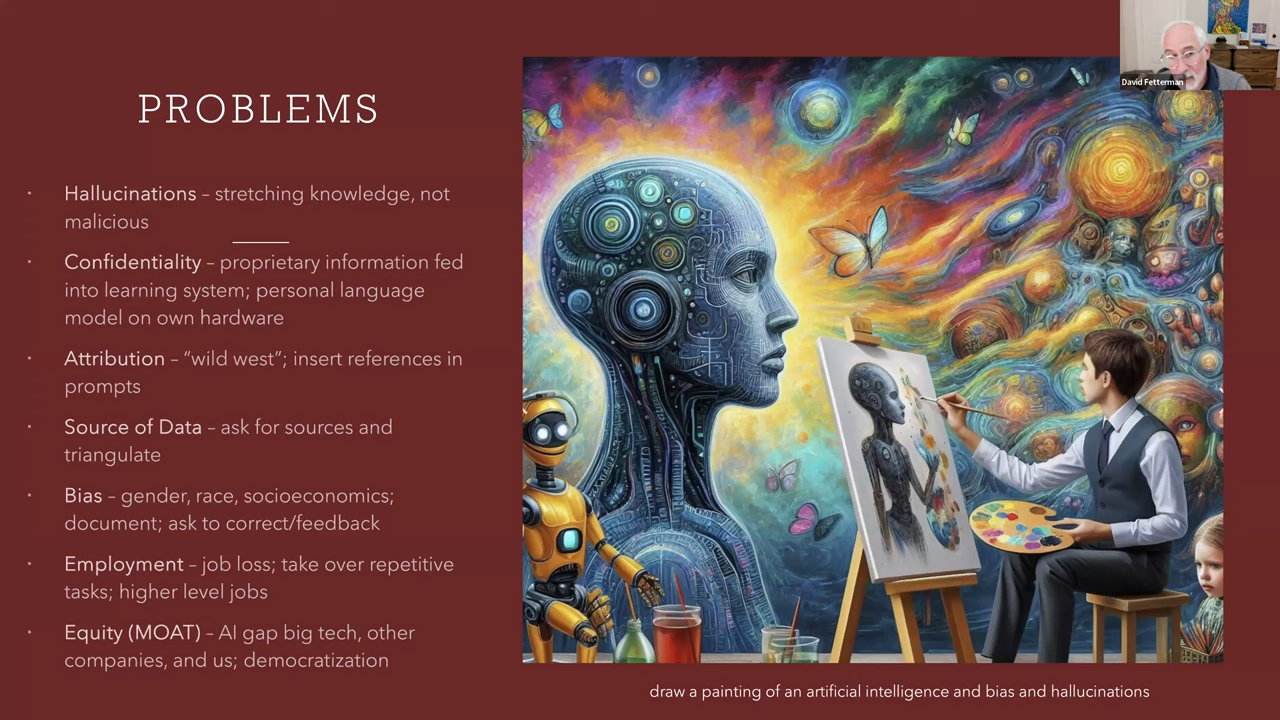 PROBLEMS
• Hallucinations – stretching knowledge, not
malicious
• Confidentiality – proprietary information fed
into learning system; personal language
model on own hardware
• Attribution – “wild west”; insert references in
prompts
• Source of Data – ask for sources and
triangulate
• Bias – gender, race, socioeconomics;
document; ask to correct/feedback
• Employment – job loss; take over repetitive
tasks; higher level jobs
• Equity (MOAT) – AI gap big tech, other
companies, and us; democratization
David Fetterman
draw a painting of an artificial intelligence and bias and hallucinations